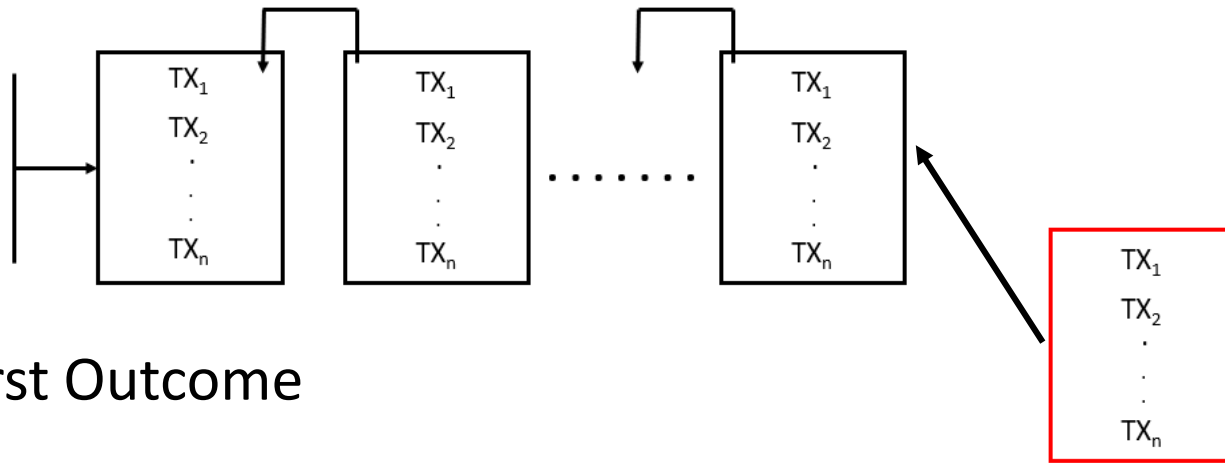 TX₁
TX₂
.
.
.
TXₙ
TX₁
TX₂
.
.
.
TXₙ
.......
TX₁
TX₂
.
.
.
TXₙ
TX₁
TX₂
.
.
.
TXₙ
rst Outcome